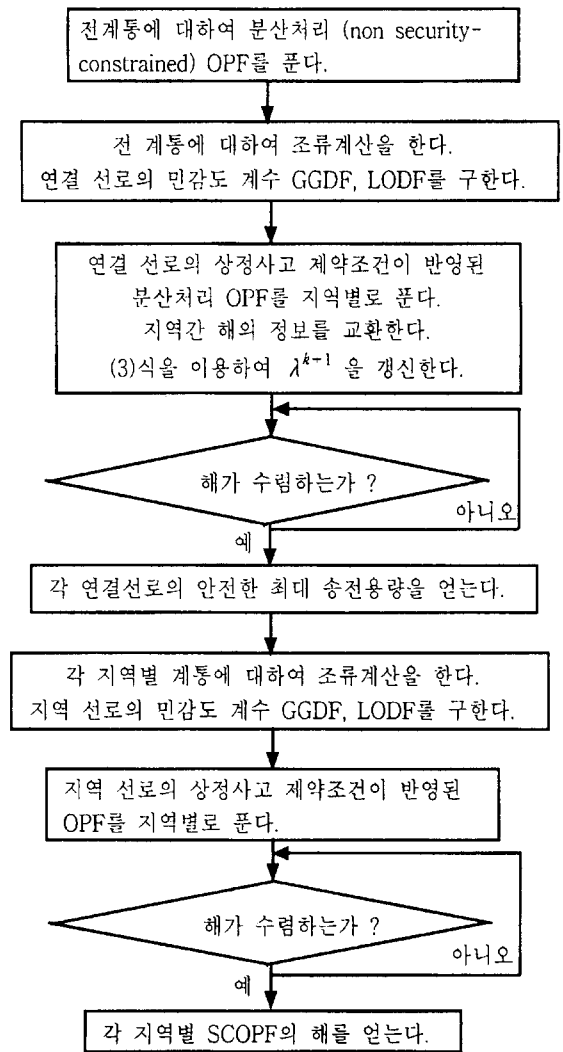 전계통에 대하여 분산처리 (non security-
constrained) OPF를 푼다.
전 계통에 대하여 조류계산을 한다.
연결 선로의 민감도 계수 GGDF, LODF를 구한다.
연결 선로의 상정사고 제약조건이 반영된
분산처리 OPF를 지역별로 푼다.
지역간 해의 정보를 교환한다.
(3)식을 이용하여 λᵏ⁻¹ 을 갱신한다.
해가 수렴하는가 ?
아니오
예
각 연결선로의 안전한 최대 송전용량을 얻는다.
각 지역별 계통에 대하여 조류계산을 한다.
지역 선로의 민감도 계수 GGDF, LODF를 구한다.
지역 선로의 상정사고 제약조건이 반영된
OPF를 지역별로 푼다.
해가 수렴하는가 ?
아니오
예
각 지역별 SCOPF의 해를 얻는다.